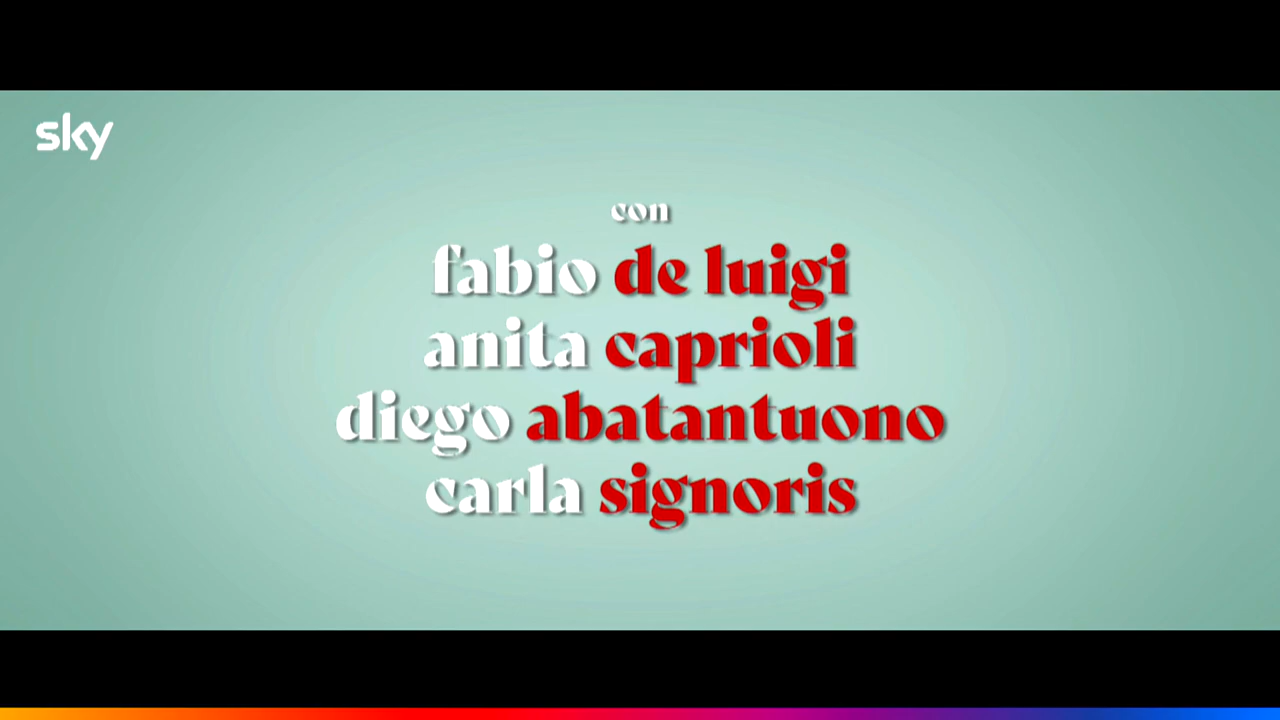 sky
con
fabio de luigi
anita caprioli
diego abatantuono
carla signoris